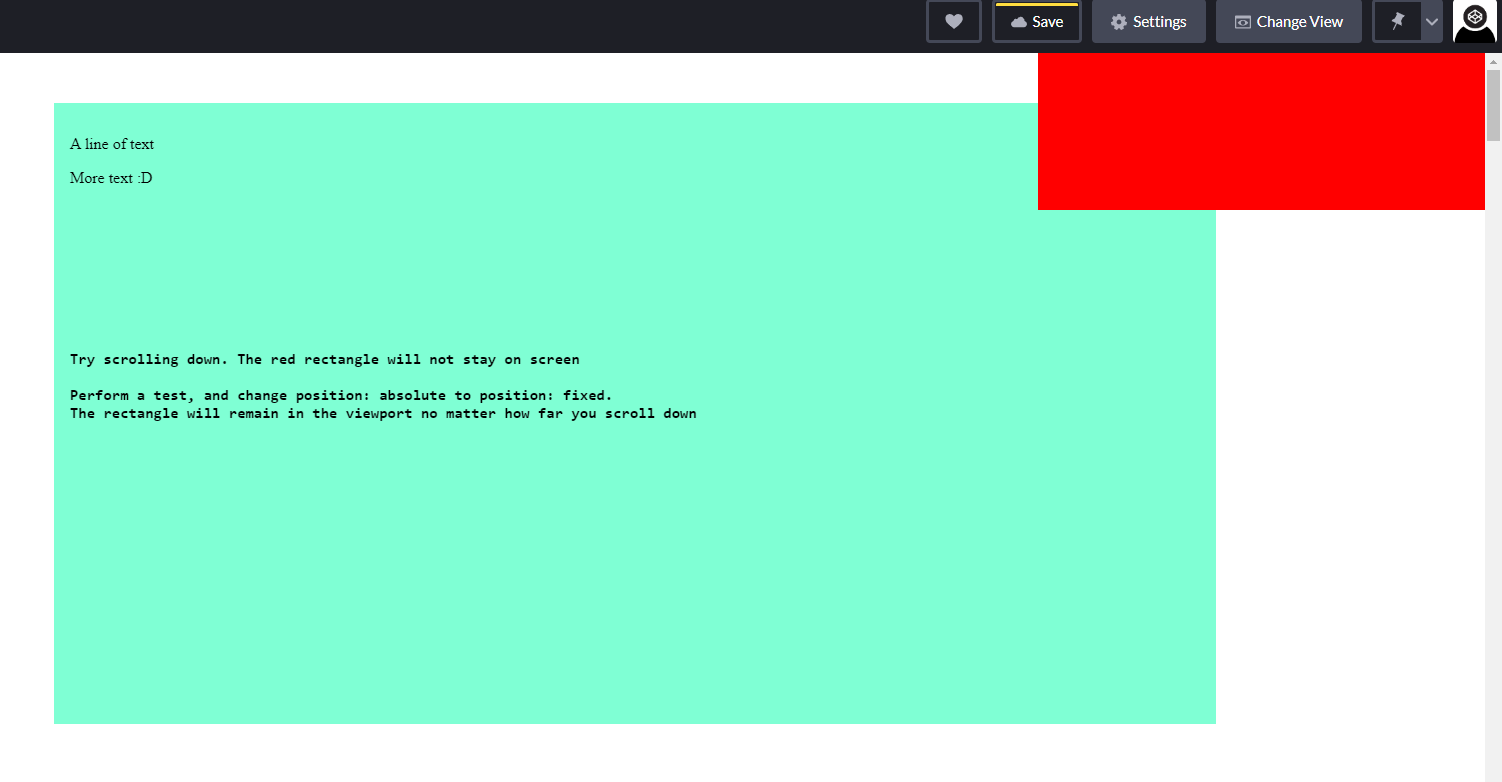 Save
Settings
Change View
A line of text
More text :D
Try scrolling down. The red rectangle will not stay on screen
Perform a test, and change position: absolute to position: fixed.
The rectangle will remain in the viewport no matter how far you scroll down